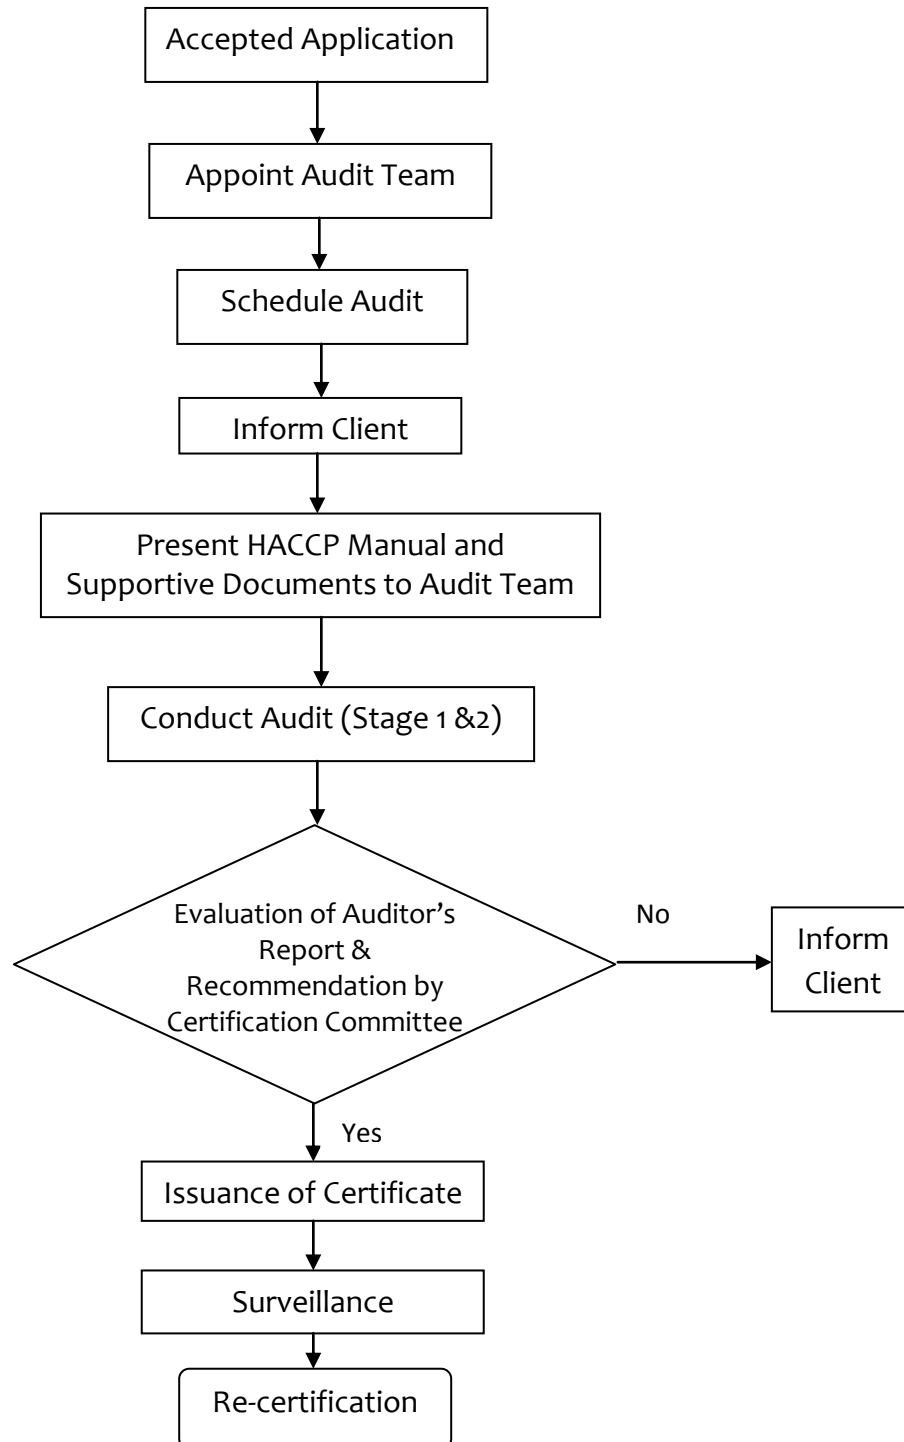 Accepted Application
Appoint Audit Team
Schedule Audit
Inform Client
Present HACCP Manual and
Supportive Documents to Audit Team
Conduct Audit (Stage 1 &2)
Evaluation of Auditor’s
Report &
Recommendation by
Certification Committee
No
Inform
Client
Yes
Issuance of Certificate
Surveillance
Re-certification